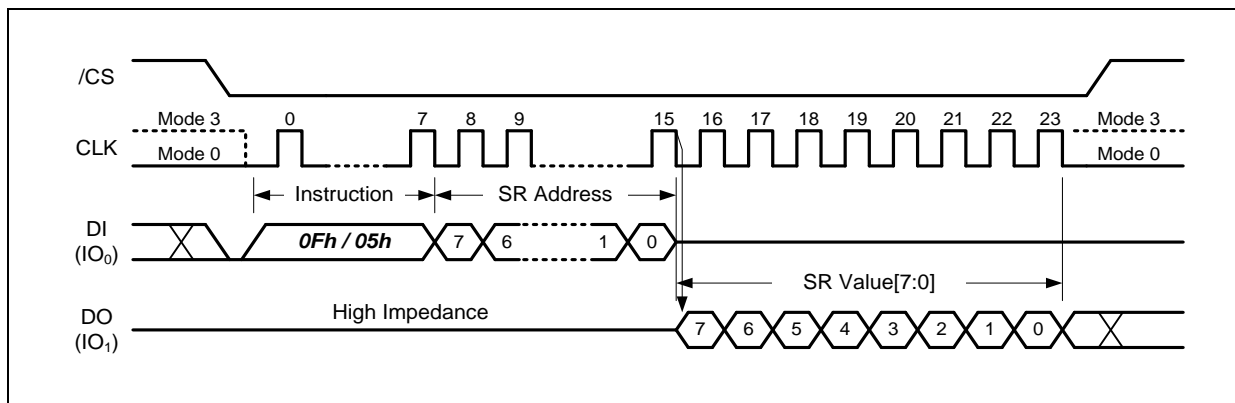 /CS
Mode 3 0 7 8 9 15 16 17 18 19 20 21 22 23 Mode 3
CLK
Mode 0 Mode 0
Instruction SR Address
DI
(IO₀)
0Fh / 05h 7 6 1 0
SR Value[7:0]
High Impedance
DO
(IO₁)
7 6 5 4 3 2 1 0